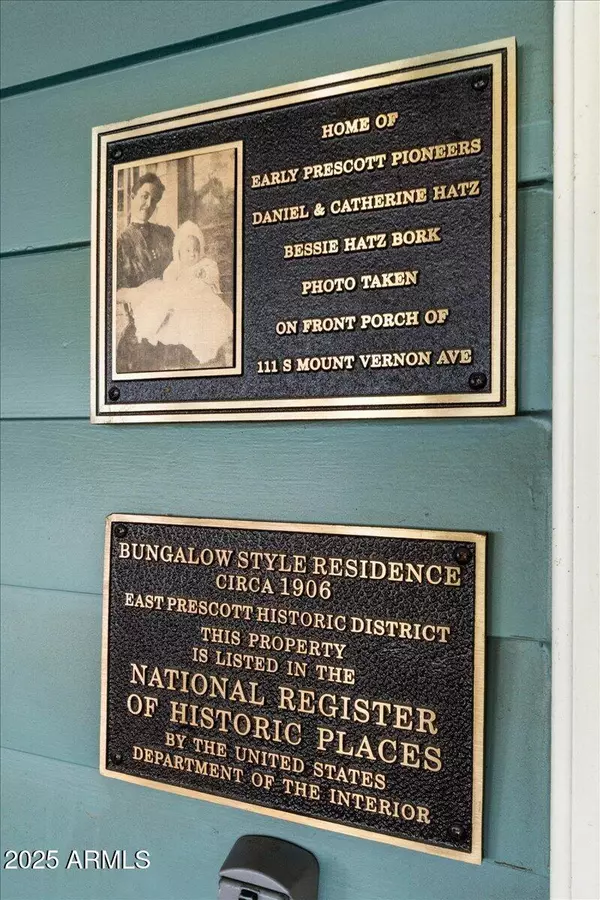 HOME OF
EARLY PRESCOTT PIONEERS
DANIEL & CATHERINE HATZ
BESSIE HATZ BORK
PHOTO TAKEN
ON FRONT PORCH OF
111 S MOUNT VERNON AVE
BUNGALOW STYLE RESIDENCE
CIRCA 1906
EAST PRESCOTT HISTORIC DISTRICT
THIS PROPERTY
IS LISTED IN THE
NATIONAL REGISTER
OF HISTORIC PLACES
BY THE UNITED STATES
DEPARTMENT OF THE INTERIOR
2025 ARMLS